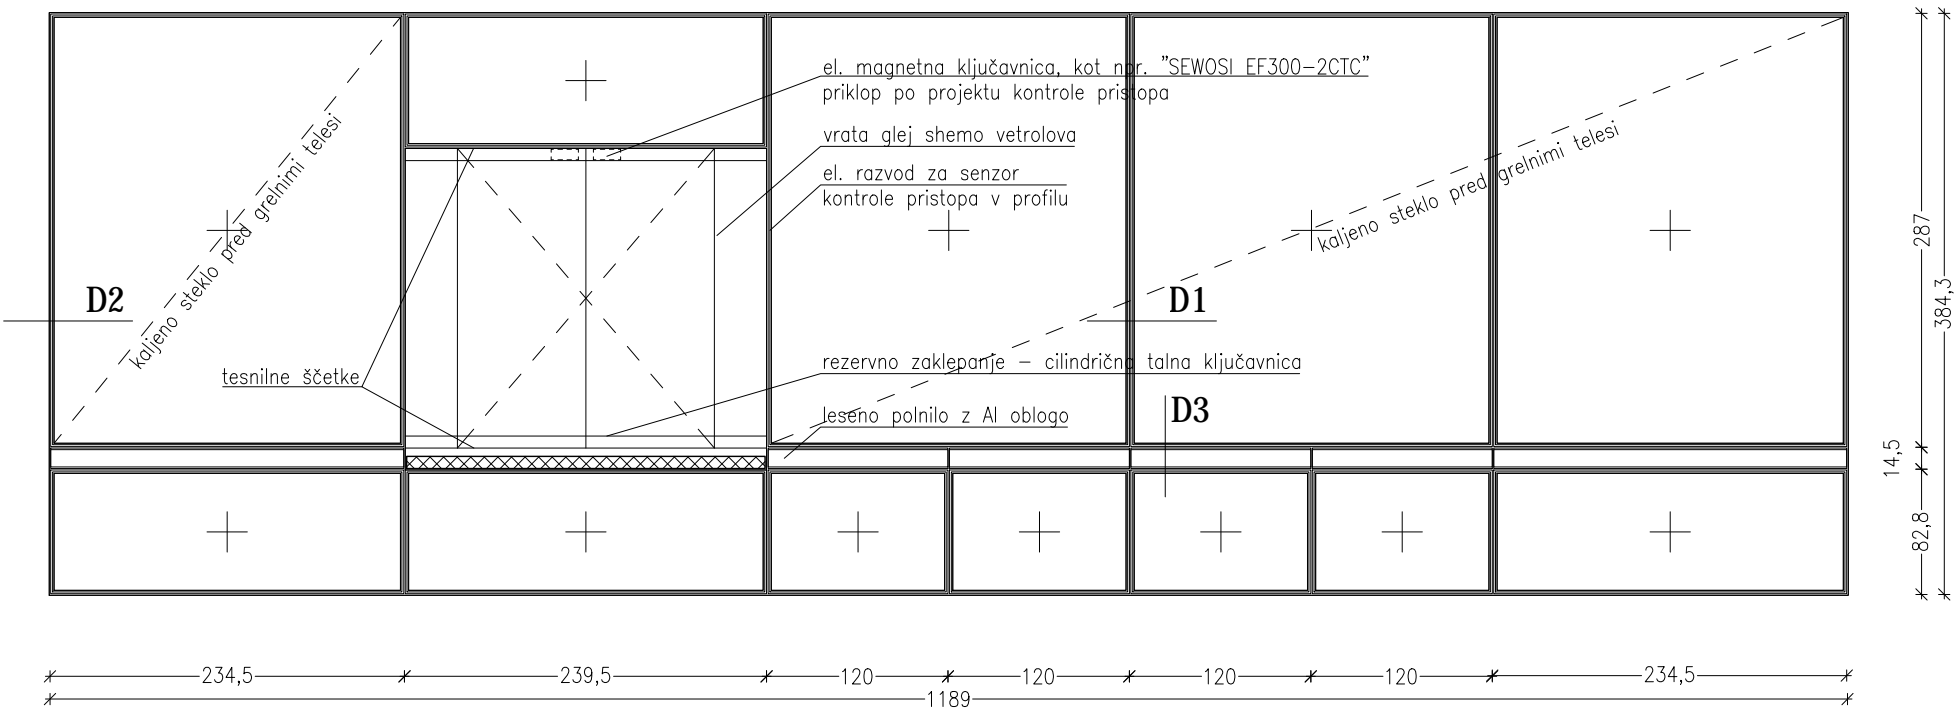 el. magnetna ključavnica, kot npr. "SEWOSI EF300-2CTC"
priklop po projektu kontrole pristopa
vrata glej shemo vetrolova
el. razvod za senzor
kontrole pristopa v profilu
kaljeno steklo pred grelnimi telesi
kaljeno steklo pred grelnimi telesi
D2
D1
tesnilne ščetke
rezervno zaklepanje – cilindrična talna ključavnica
leseno polnilo z Al oblogo
D3
287
384,3
14,5
82,8
234,5
239,5
120
120
120
120
234,5
1189